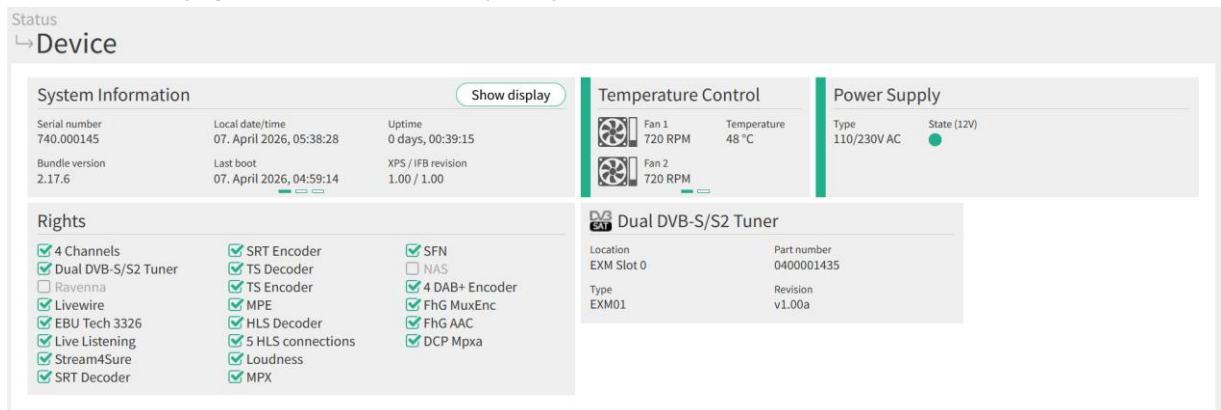 Status
Device
System Information
Show display
Serial number
740.000145
Local date/time
07. April 2026, 05:38:28
Uptime
0 days, 00:39:15
Bundle version
2.17.6
Last boot
07. April 2026, 04:59:14
XPS / IFB revision
1.00 / 1.00
Temperature Control
Fan 1
720 RPM
Temperature
48 °C
Fan 2
720 RPM
Power Supply
Type
110/230V AC
State (12V)
Rights
4 Channels
Dual DVB-S/S2 Tuner
Ravenna
Livewire
EBU Tech 3326
Live Listening
Stream4Sure
SRT Decoder
SRT Encoder
TS Decoder
TS Encoder
MPE
HLS Decoder
5 HLS connections
Loudness
MPX
SFN
NAS
4 DAB+ Encoder
FhG MuxEnc
FhG AAC
DCP Mpxa
DVB
SAT
Dual DVB-S/S2 Tuner
Location
EXM Slot 0
Part number
0400001435
Type
EXM01
Revision
v1.00a